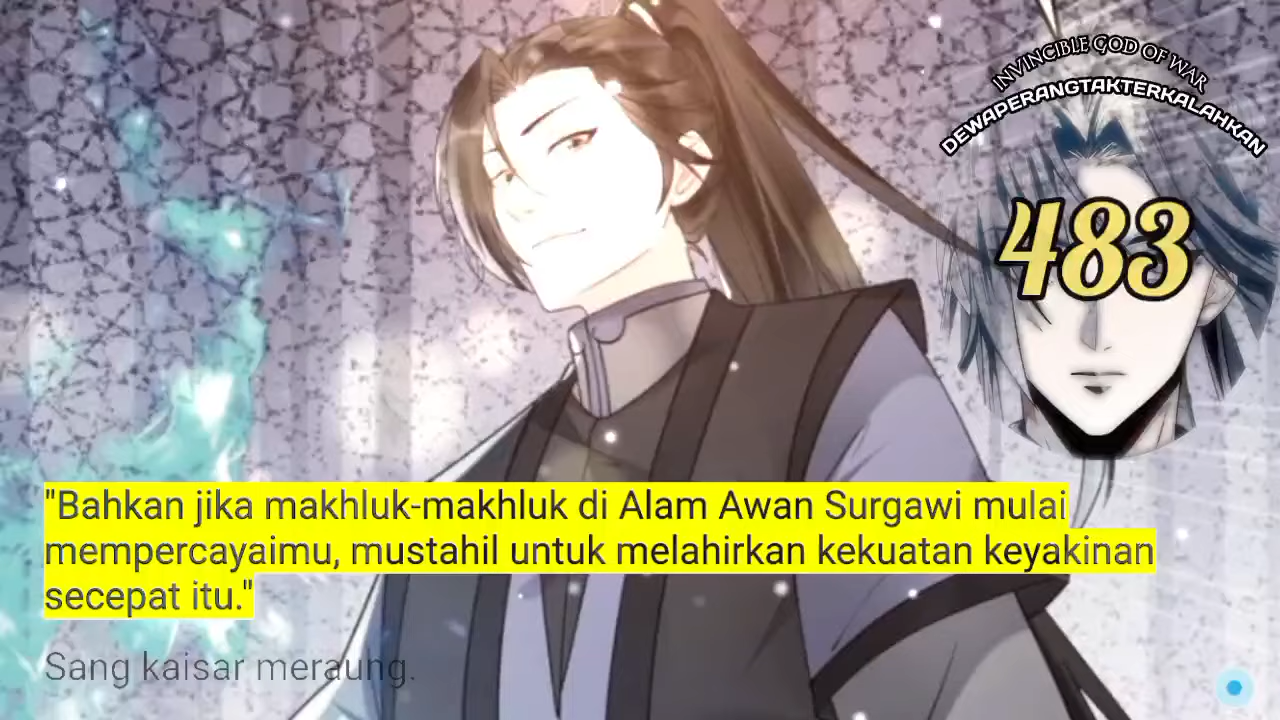 INVINCIBLE GOD OF WAR
DEWAPERANGTAKTERKALAHKAN
483
"Bahkan jika makhluk-makhluk di Alam Awan Surgawi mulai
mempercayaimu, mustahil untuk melahirkan kekuatan keyakinan
secepat itu."
Sang kaisar meraung.